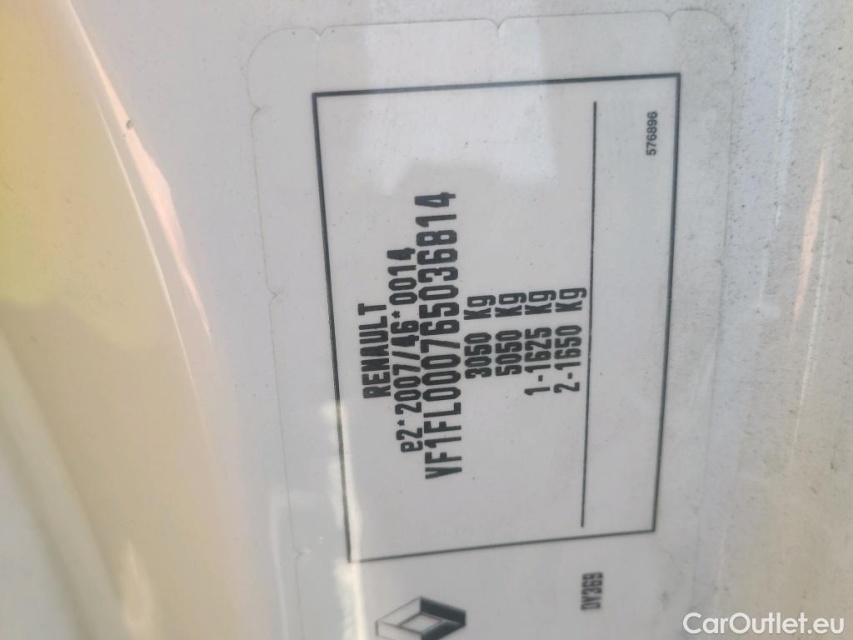 RENAULT
e2*2007/46*0014
VF1FL000765036814
3050 Kg
5050 Kg
1-1625 Kg
2-1650 Kg
576896
DV369
CarOutlet.eu